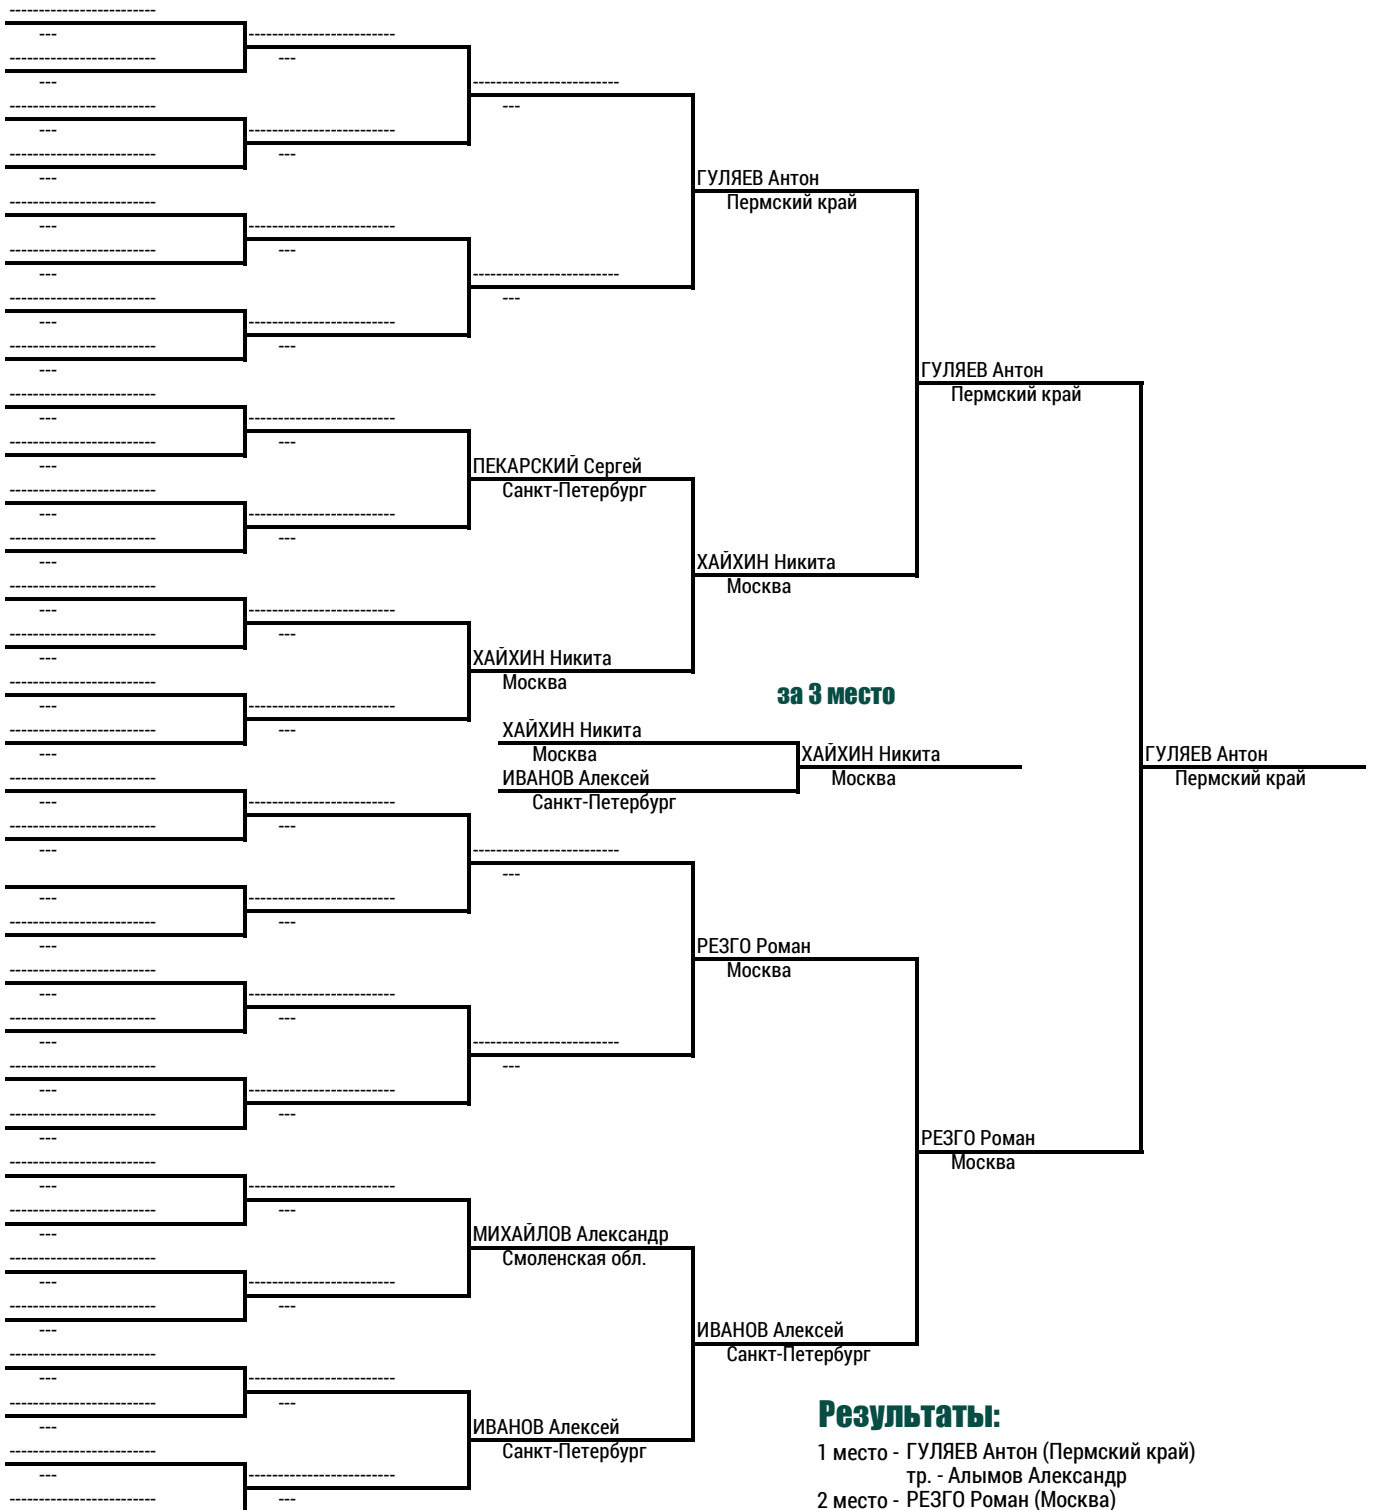 ГУЛЯЕВ Антон
Пермский край
ГУЛЯЕВ Антон
Пермский край
ПЕКАРСКИЙ Сергей
Санкт-Петербург
ХАЙХИН Никита
Москва
ХАЙХИН Никита
Москва
за 3 место
ХАЙХИН Никита
Москва
ИВАНОВ Алексей
Санкт-Петербург
ХАЙХИН Никита
Москва
ГУЛЯЕВ Антон
Пермский край
РЕЗГО Роман
Москва
РЕЗГО Роман
Москва
МИХАЙЛОВ Александр
Смоленская обл.
ИВАНОВ Алексей
Санкт-Петербург
ИВАНОВ Алексей
Санкт-Петербург
Результаты:
1 место - ГУЛЯЕВ Антон (Пермский край)
тр. - Алымов Александр
2 место - РЕЗГО Роман (Москва)